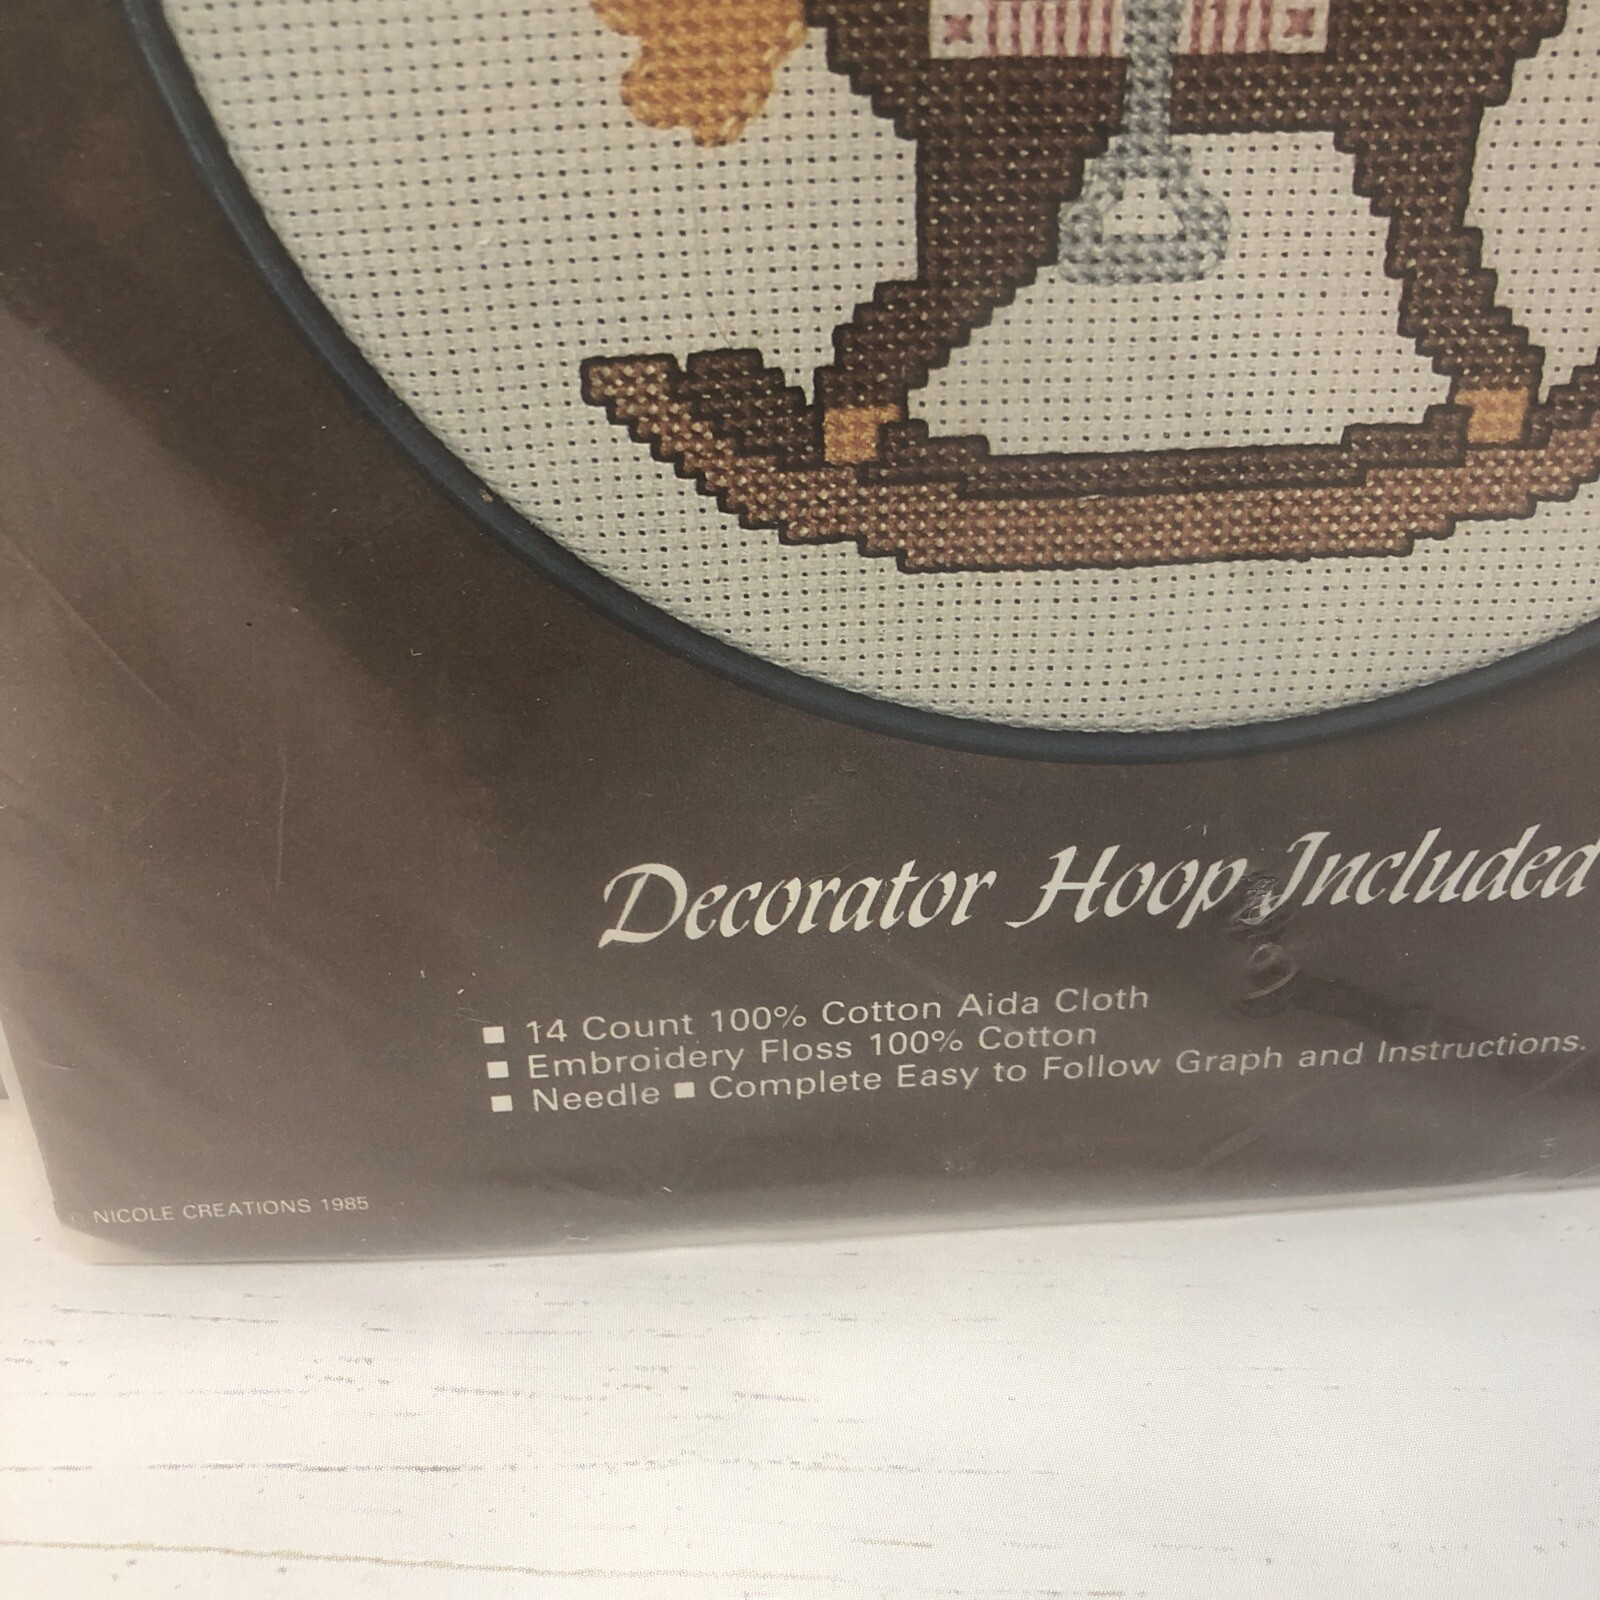 Decorator Hoop Included
■ 14 Count 100% Cotton Aida Cloth
■ Embroidery Floss 100% Cotton
■ Needle ■ Complete Easy to Follow Graph and Instructions.
© NICOLE CREATIONS 1985